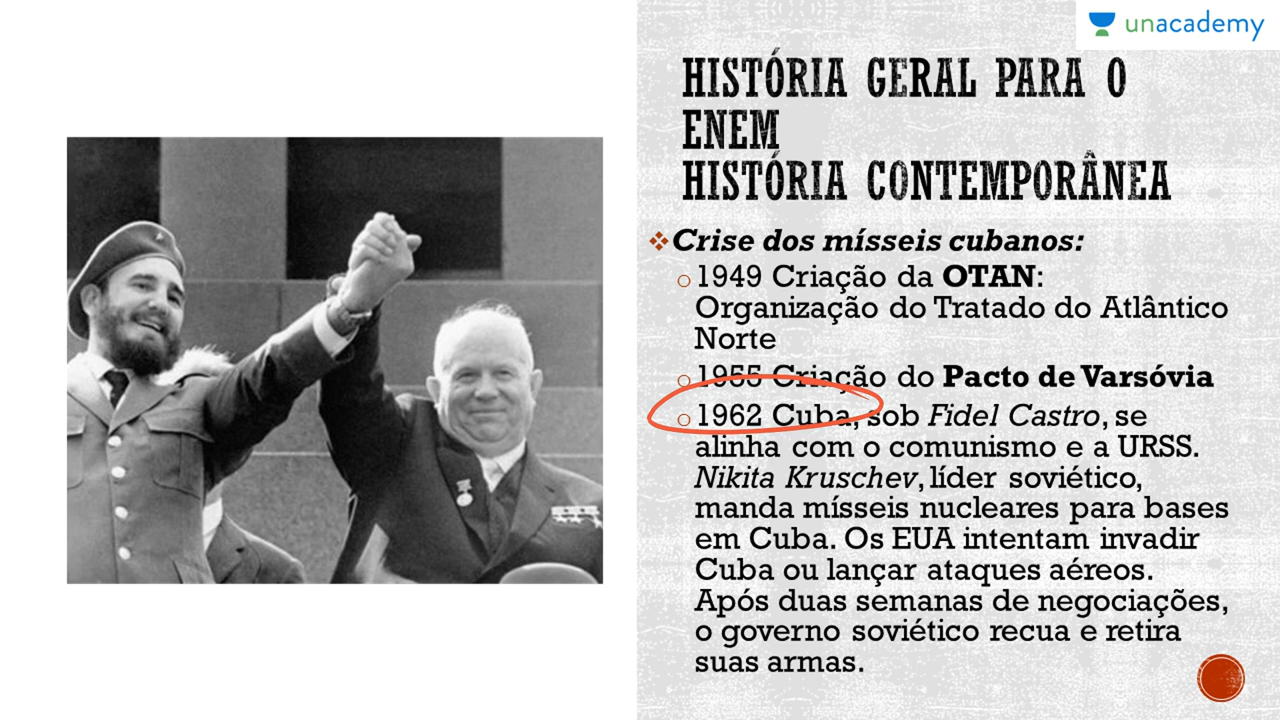 unacademy
HISTÓRIA GERAL PARA O
ENEM
HISTÓRIA CONTEMPORÂNEA
Crise dos mísseis cubanos:
1949 Criação da OTAN:
Organização do Tratado do Atlântico
Norte
1955 Criação do Pacto de Varsóvia
1962 Cuba, sob Fidel Castro, se
alinha com o comunismo e a URSS.
Nikita Kruschev, líder soviético,
manda mísseis nucleares para bases
em Cuba. Os EUA intentam invadir
Cuba ou lançar ataques aéreos.
Após duas semanas de negociações,
o governo soviético recua e retira
suas armas.